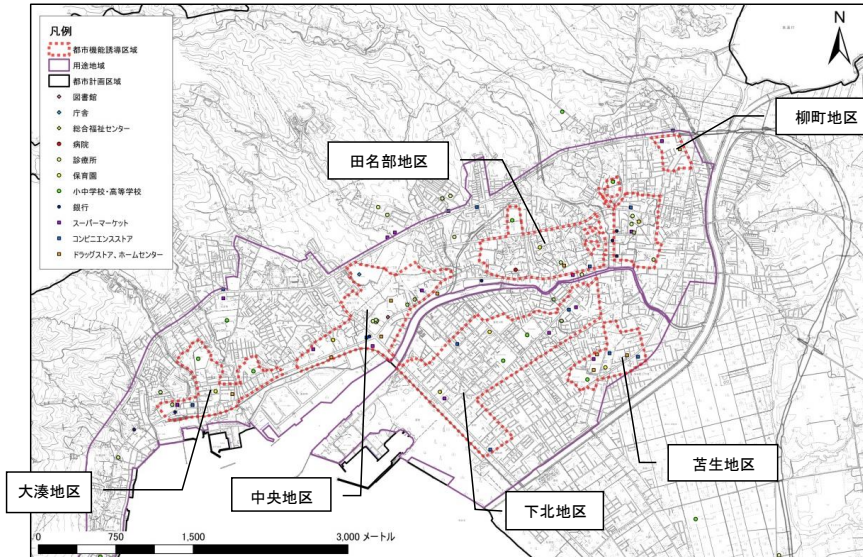 凡例
都市機能誘導区域
用途地域
都市計画区域
図書館
庁舎
総合福祉センター
病院
診療所
保育園
小中学校・高等学校
銀行
スーパーマーケット
コンビニエンスストア
ドラッグストア、ホームセンター
N
柳町地区
田名部地区
大湊地区
中央地区
下北地区
苫生地区
0 750 1,500 3,000 メートル